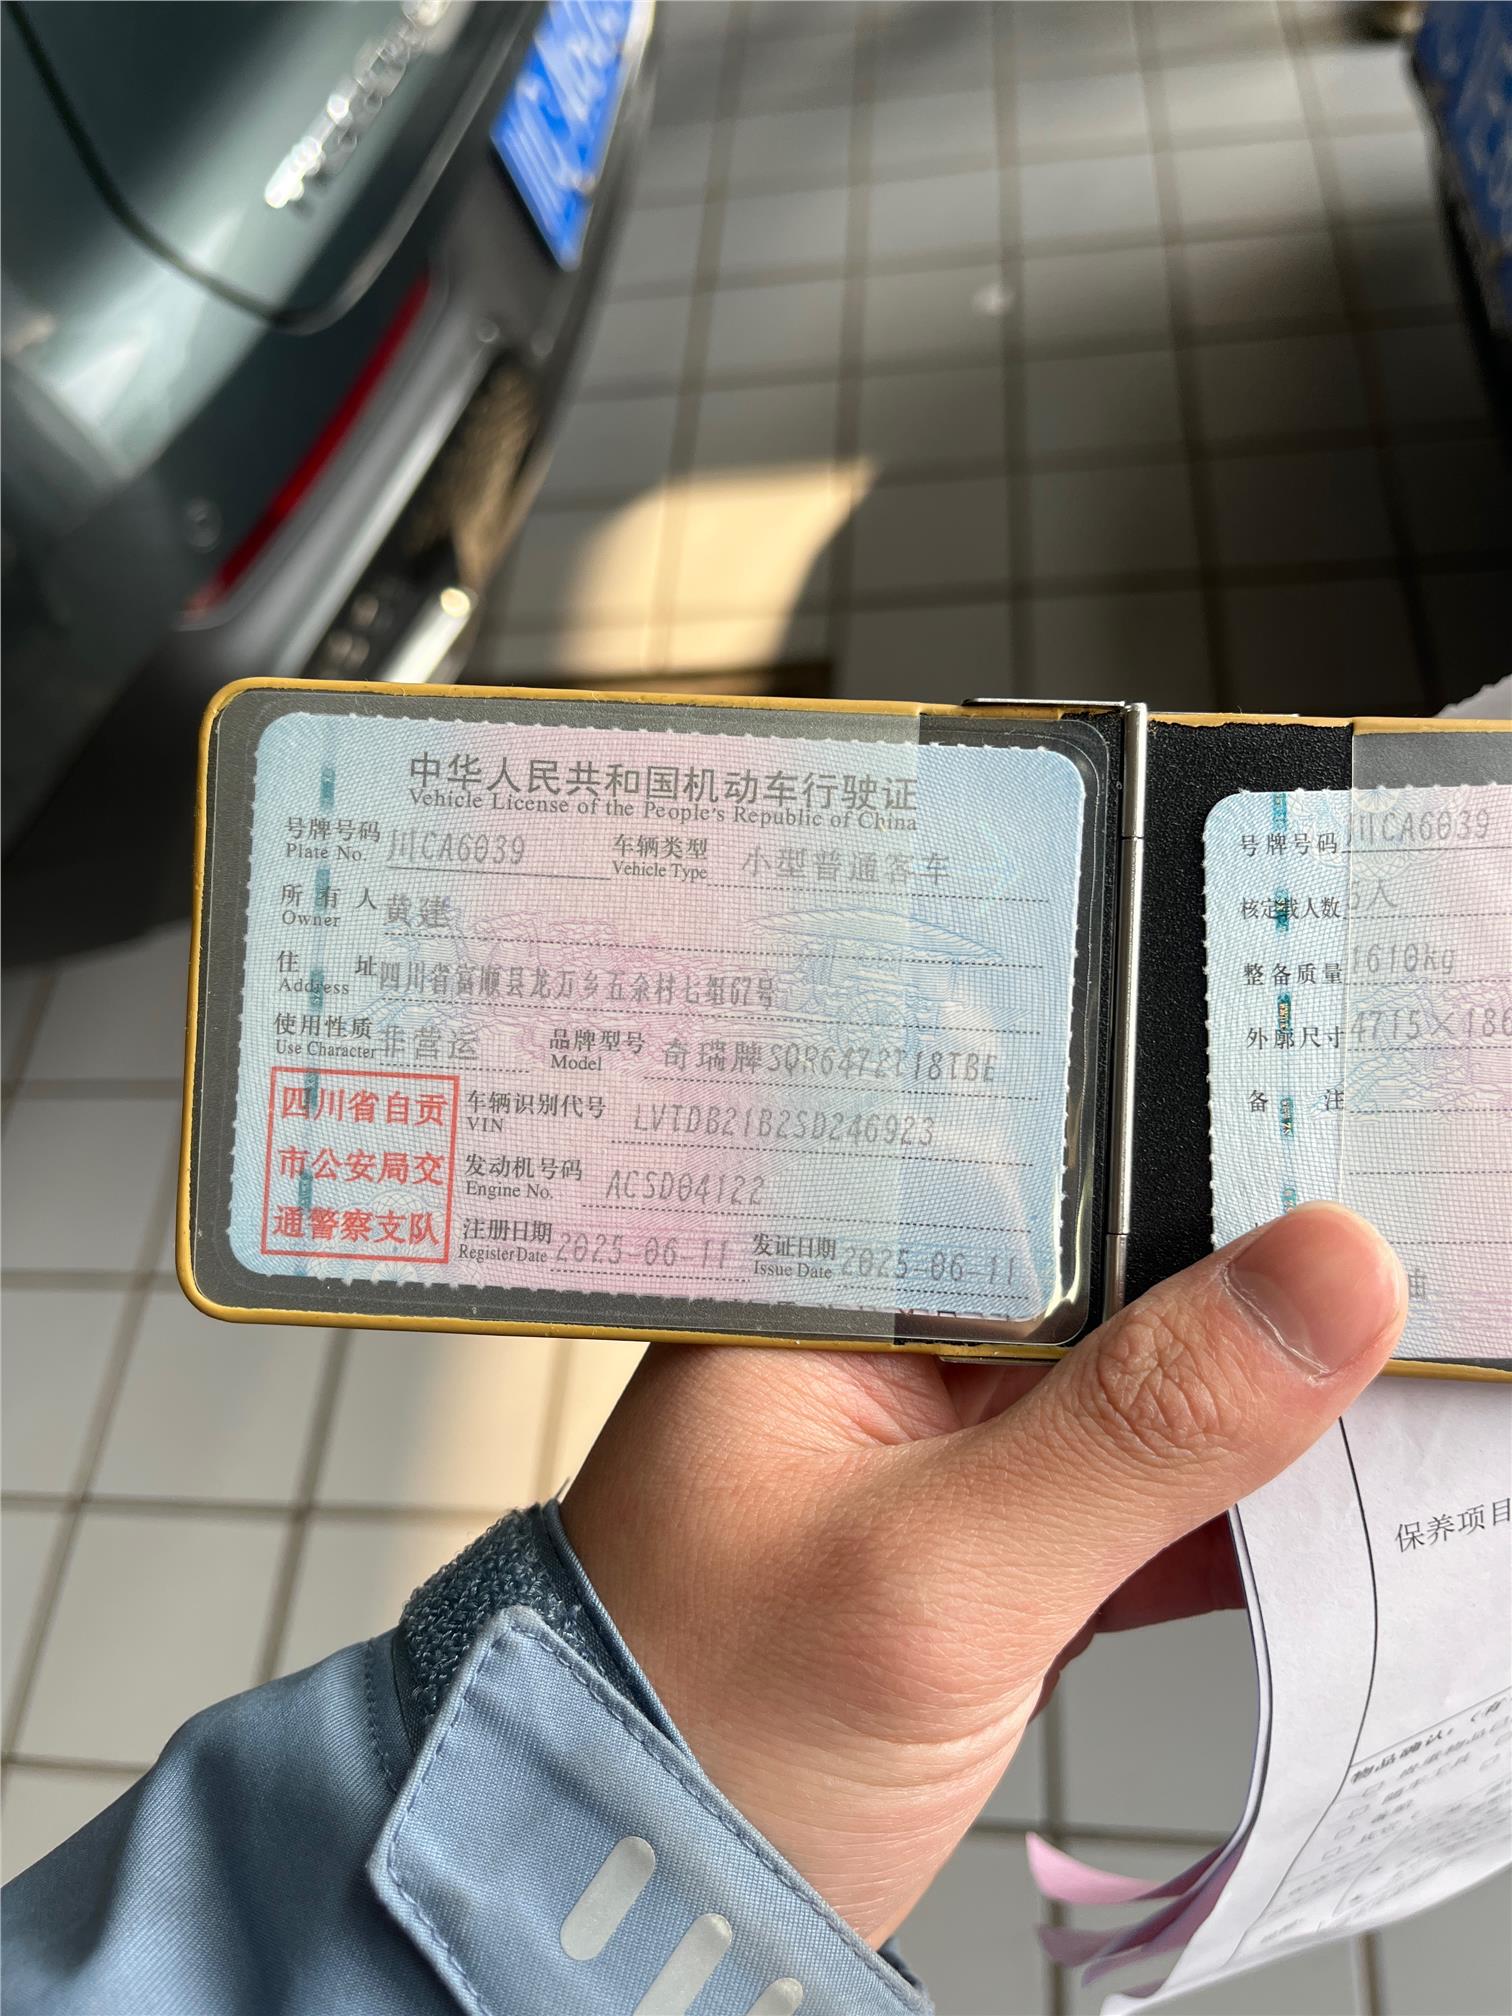 中华人民共和国机动车行驶证
Vehicle License of the People's Republic of China
号牌号码 川CA6039 车辆类型 小型普通客车
Plate No. Vehicle Type
所有人 黄建
Owner
住址 四川省富顺县龙万乡五余村七组67号
Address
使用性质 非营运 品牌型号 奇瑞牌SQR6472T18TBE
Use Character Model
四川省自贡
市公安局交
通警察支队
车辆识别代号 LVTDB21B2SD246923
VIN
发动机号码 ACSD04122
Engine No.
注册日期 2025-06-11 发证日期 2025-06-11
Register Date Issue Date
号牌号码 川CA6039
核定载人数 5人
整备质量 1610kg
外廓尺寸 4715×186
备注
油
保养项目
物品确认: